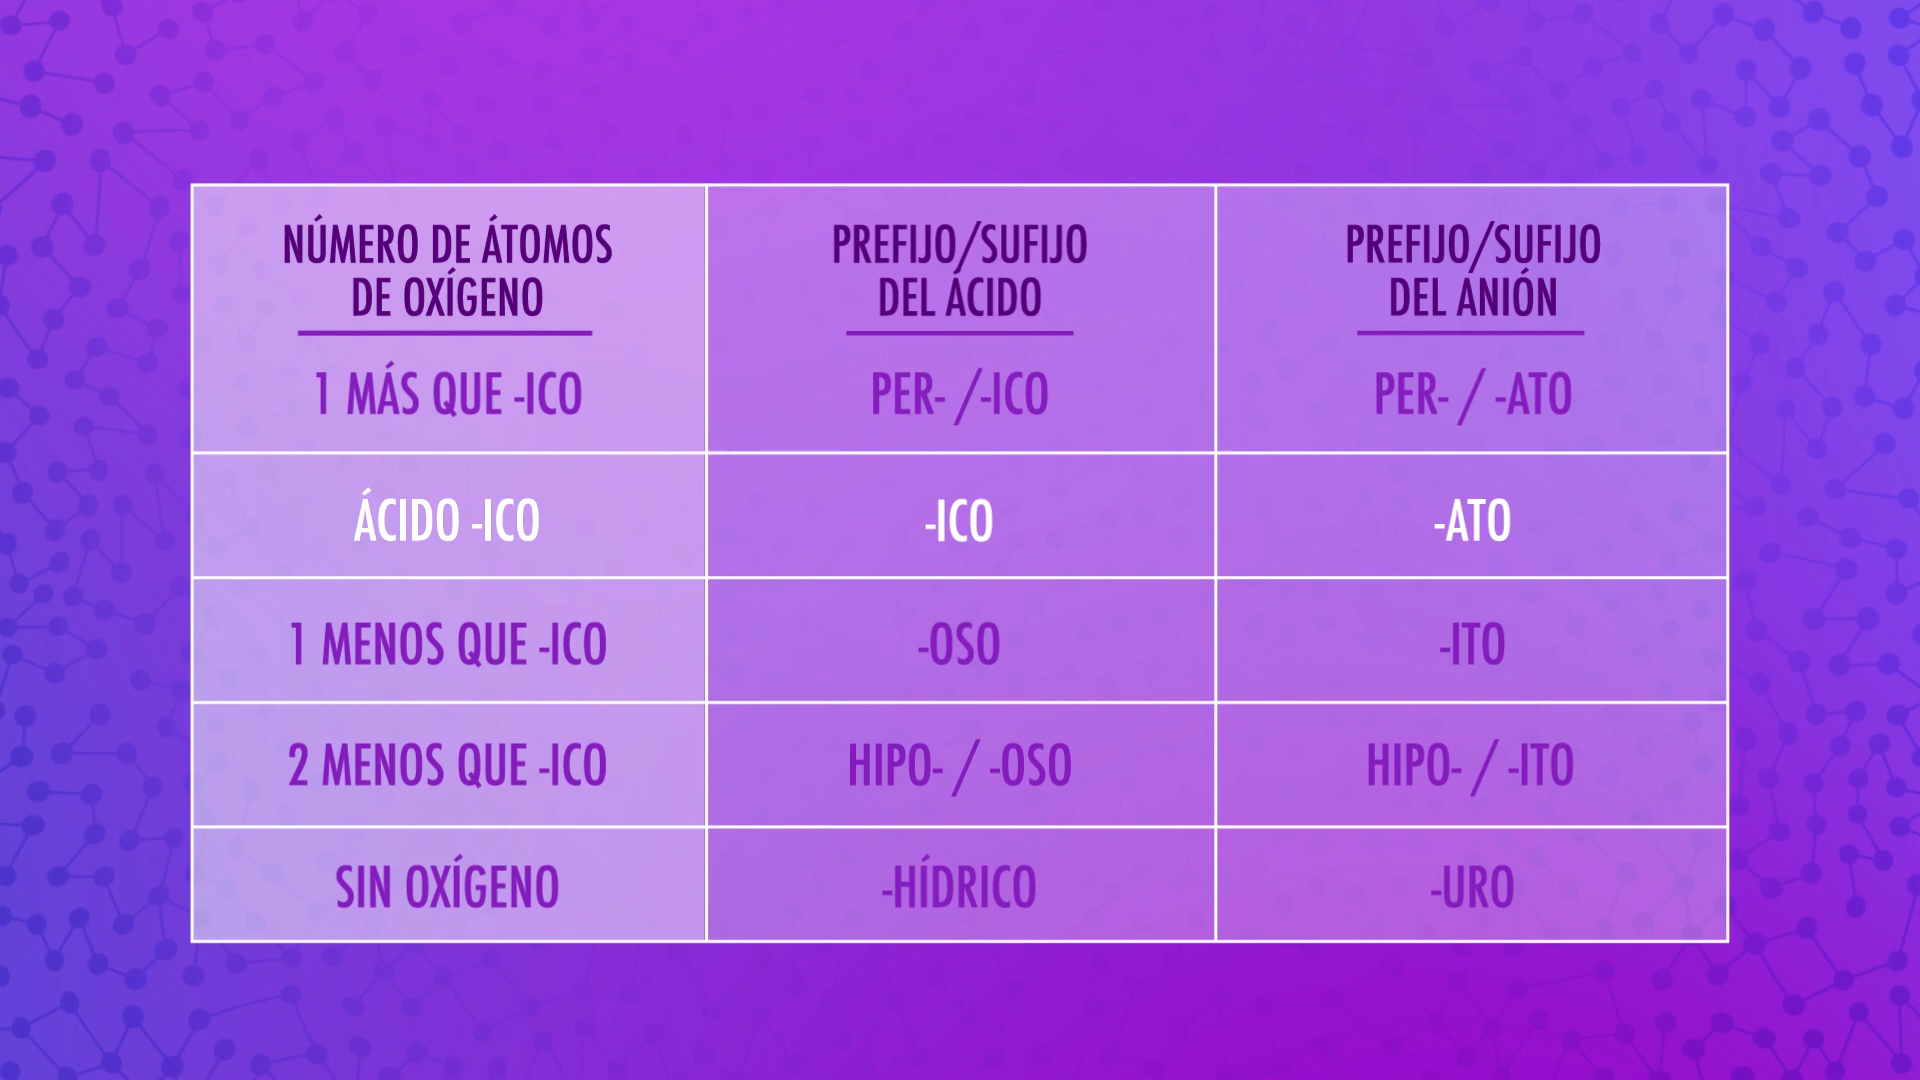 NÚMERO DE ÁTOMOS
DE OXÍGENO
PREFIJO/SUFIJO
DEL ÁCIDO
PREFIJO/SUFIJO
DEL ANIÓN
1 MÁS QUE -ICO
PER- /-ICO
PER- / -ATO
ÁCIDO -ICO
-ICO
-ATO
1 MENOS QUE -ICO
-OSO
-ITO
2 MENOS QUE -ICO
HIPO- / -OSO
HIPO- / -ITO
SIN OXÍGENO
-HÍDRICO
-URO